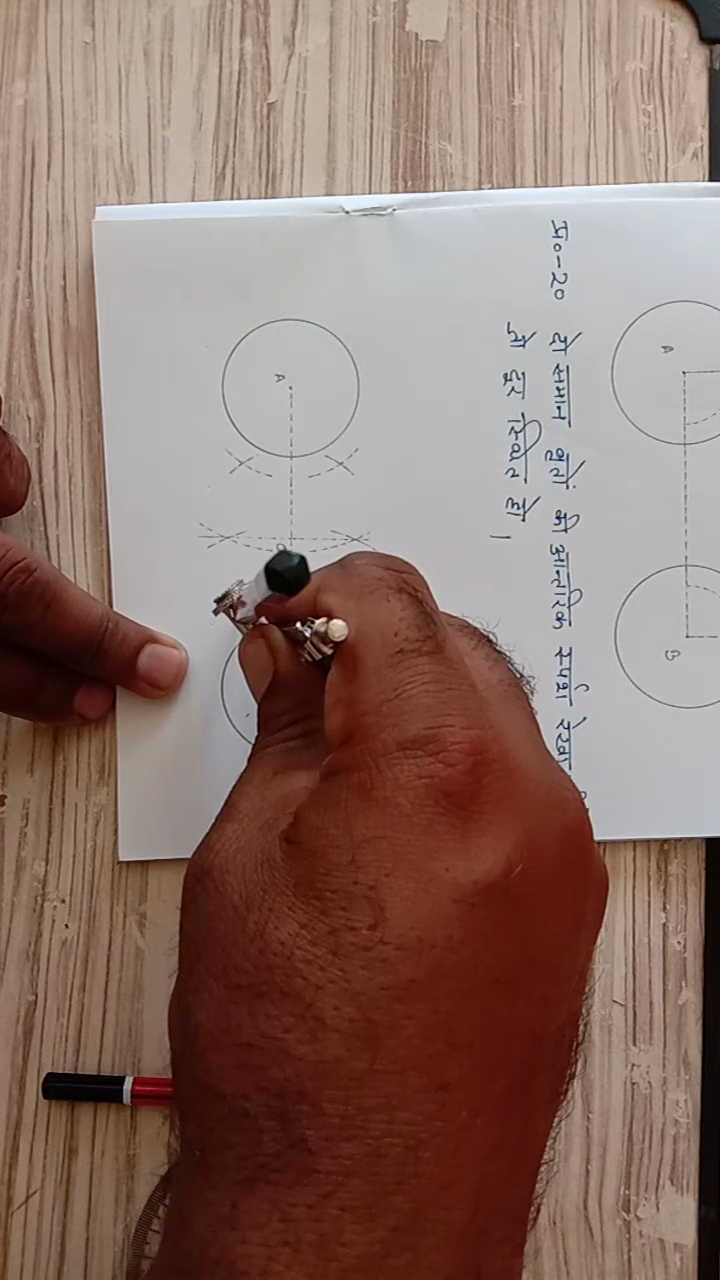 प्र०-20 दो समान वृतों की आन्तरिक स्पर्श रेखा
जो दूर स्थित हो।
A
B
A